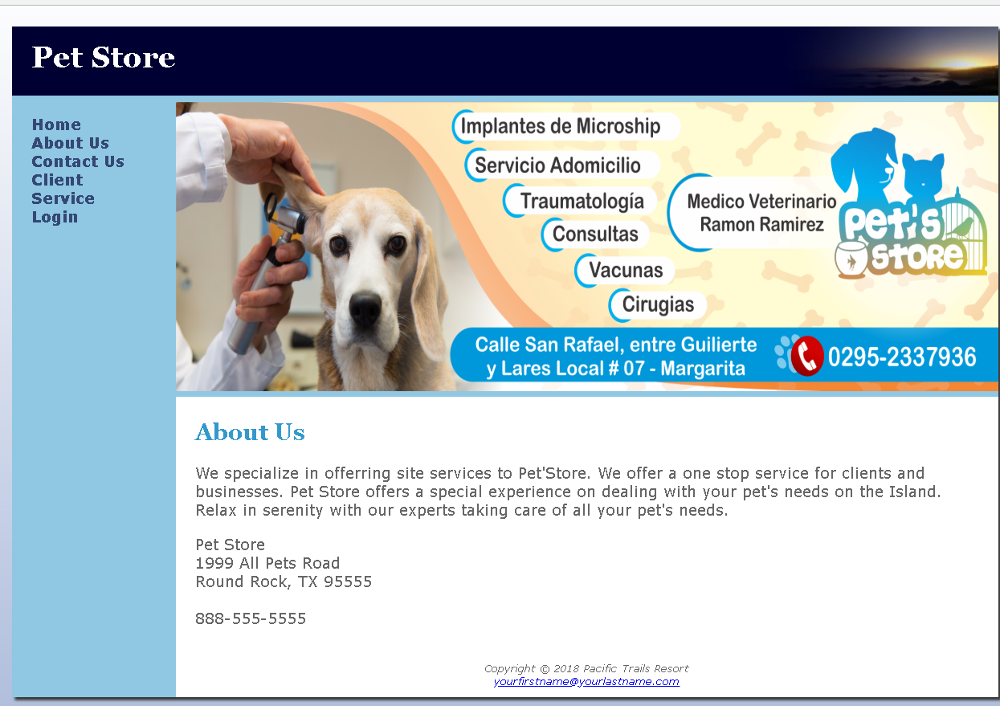 Pet Store
Home
About Us
Contact Us
Client
Service
Login
Implantes de Microship
Servicio Adomicilio
Traumatología
Consultas
Vacunas
Cirugias
Medico Veterinario
Ramon Ramirez
Pet's
Store
Calle San Rafael, entre Guilierte
y Lares Local # 07 - Margarita
0295-2337936
About Us
We specialize in offerring site services to Pet'Store. We offer a one stop service for clients and
businesses. Pet Store offers a special experience on dealing with your pet's needs on the Island.
Relax in serenity with our experts taking care of all your pet's needs.
Pet Store
1999 All Pets Road
Round Rock, TX 95555
888-555-5555
Copyright © 2018 Pacific Trails Resort
yourfirstname@yourlastname.com